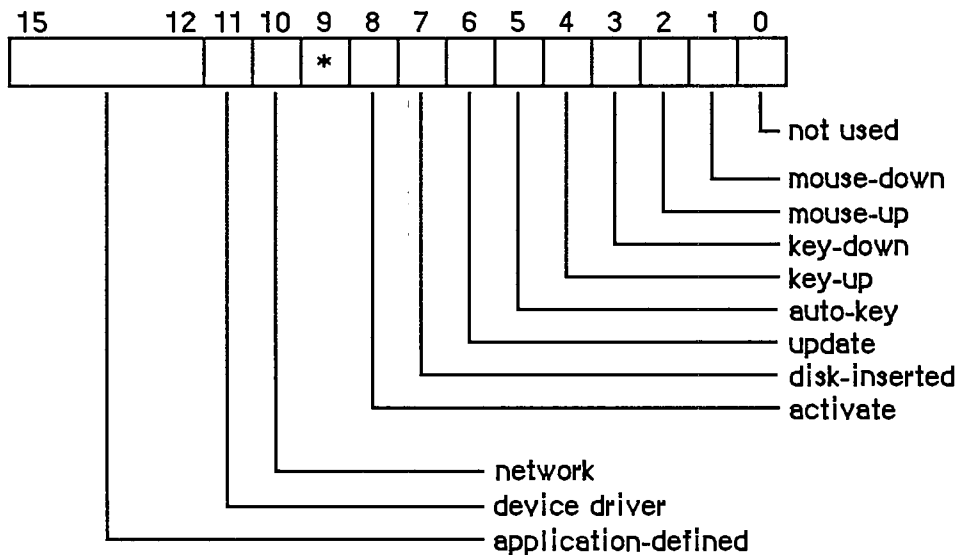 15 12 11 10 9 8 7 6 5 4 3 2 1 0
*
not used
mouse-down
mouse-up
key-down
key-up
auto-key
update
disk-inserted
activate
network
device driver
application-defined